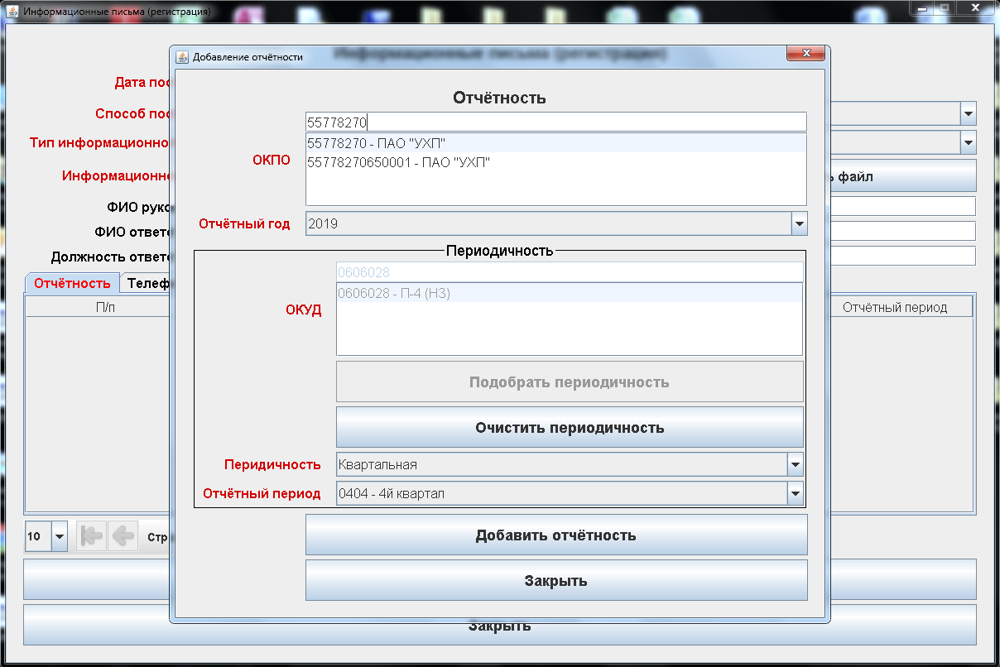 Информационные письма (регистрация)
Добавление отчётности
Информационные письма (регистрация)
Отчётность
ОКПО
55778270
55778270 - ПАО "УХП"
55778270650001 - ПАО "УХП"
Отчётный год
2019
Периодичность
ОКУД
0606028
0606028 - П-4 (НЗ)
Подобрать периодичность
Очистить периодичность
Перидичность
Квартальная
Отчётный период
0404 - 4й квартал
Добавить отчётность
Закрыть
Дата пос
Способ пос
Тип информационно
Информационн
файл
ФИО руко
ФИО ответ
Должность ответ
Отчётность
Телеф
П/п
Отчётный период
10
Стр
Закрыть